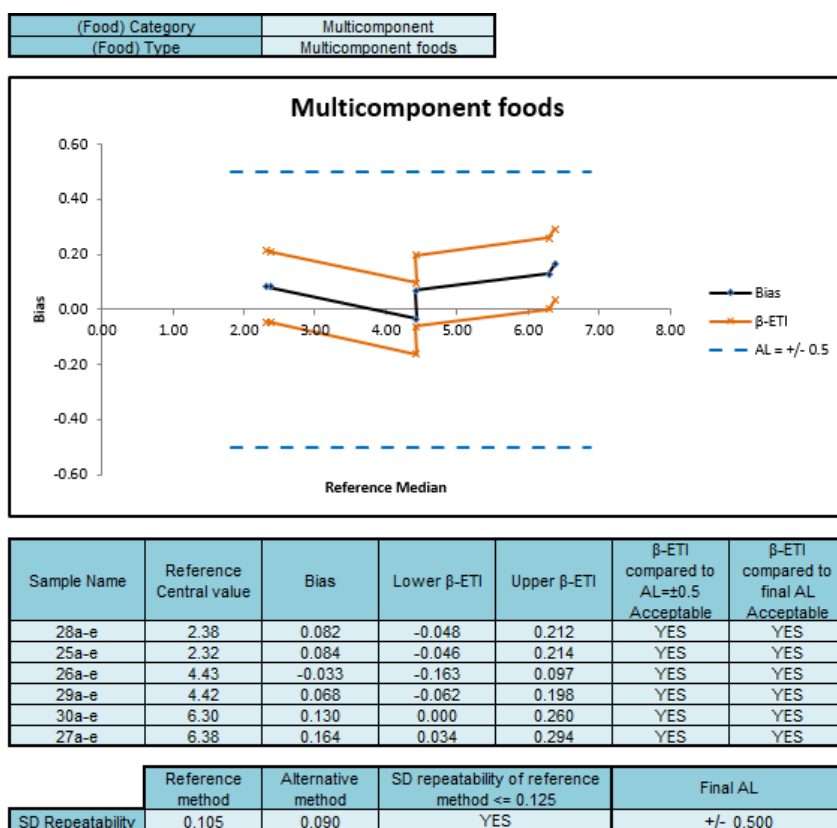 (Food) Category Multicomponent
(Food) Type Multicomponent foods
Multicomponent foods
0.60
0.40
0.20
0.00
-0.20
-0.40
-0.60
0.00 1.00 2.00 3.00 4.00 5.00 6.00 7.00 8.00
Bias
Reference Median
Bias
β-ETI
AL = +/- 0.5
Sample Name Reference Central value Bias Lower β-ETI Upper β-ETI β-ETI compared to AL=±0.5 Acceptable β-ETI compared to final AL Acceptable
28a-e 2.38 0.082 -0.048 0.212 YES YES
25a-e 2.32 0.084 -0.046 0.214 YES YES
26a-e 4.43 -0.033 -0.163 0.097 YES YES
29a-e 4.42 0.068 -0.062 0.198 YES YES
30a-e 6.30 0.130 0.000 0.260 YES YES
27a-e 6.38 0.164 0.034 0.294 YES YES
Reference method Alternative method SD repeatability of reference method <= 0.125 Final AL
SD Repeatability 0.105 0.090 YES +/- 0.500